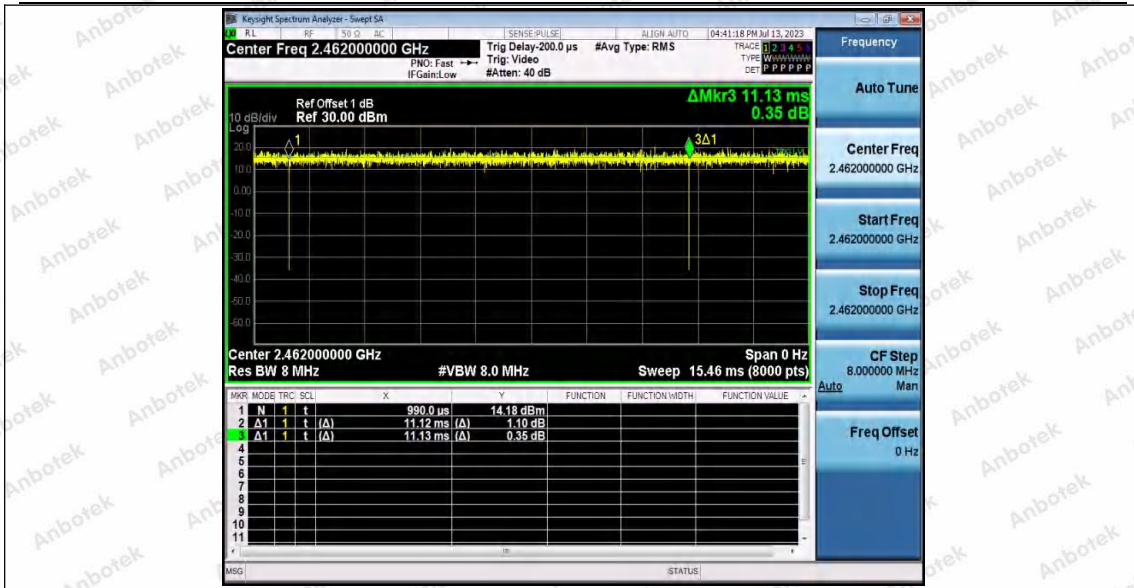 Keysight Spectrum Analyzer - Swept SA
RL RF 50 Ω AC SENSE:PULSE ALIGN AUTO 04:41:18 PM Jul 13, 2023
Center Freq 2.462000000 GHz
PNO: Fast
IFGain:Low
Trig Delay-200.0 µs
Trig: Video
#Atten: 40 dB
#Avg Type: RMS
TRACE 1 2 3 4 5 6
TYPE WWWWWW
DET P P P P P P
Frequency
Auto Tune
Center Freq
2.462000000 GHz
Start Freq
2.462000000 GHz
Stop Freq
2.462000000 GHz
CF Step
8.000000 MHz
Auto Man
Freq Offset
0 Hz
ΔMkr3 11.13 ms
0.35 dB
Ref Offset 1 dB
10 dB/div Ref 30.00 dBm
Log
20.0
10.0
0.00
-10.0
-20.0
-30.0
-40.0
-50.0
-60.0
1
3Δ1
Center 2.462000000 GHz Span 0 Hz
Res BW 8 MHz #VBW 8.0 MHz Sweep 15.46 ms (8000 pts)
MKR MODE TRC SCL X Y FUNCTION FUNCTION WIDTH FUNCTION VALUE
1 N 1 t 990.0 µs 14.18 dBm
2 Δ1 1 t (Δ) 11.12 ms (Δ) 1.10 dB
3 Δ1 1 t (Δ) 11.13 ms (Δ) 0.35 dB
4
5
6
7
8
9
10
11
MSG STATUS
Anbotek